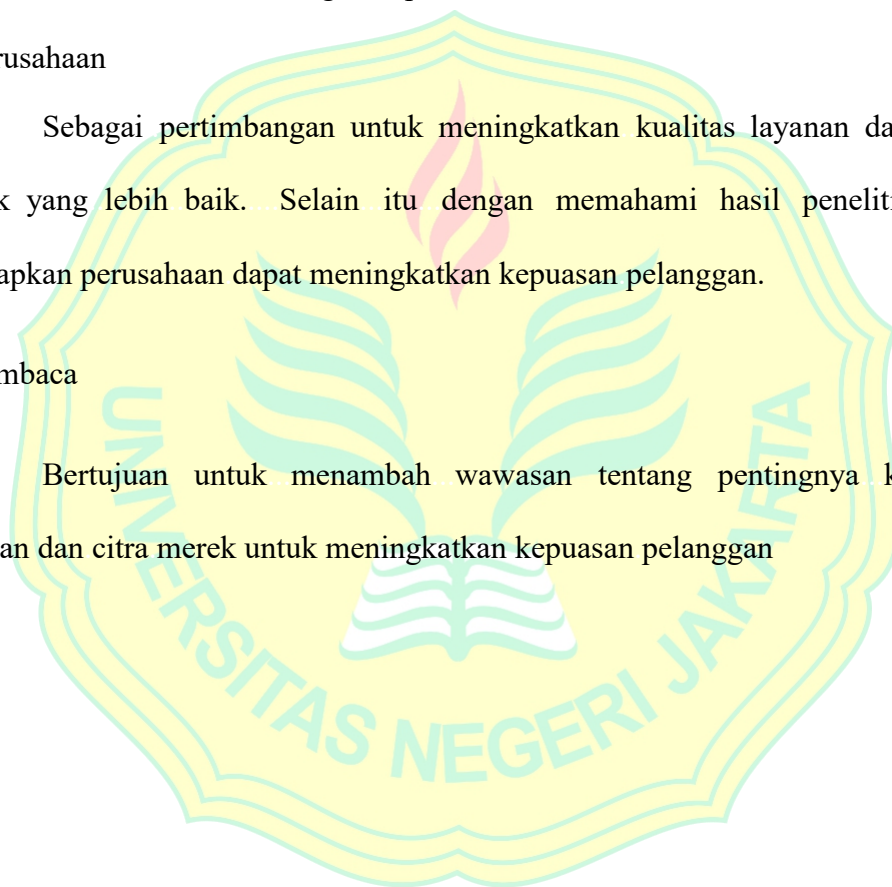 rusahaan
Sebagai pertimbangan untuk meningkatkan kualitas layanan da
k yang lebih baik. Selain itu dengan memahami hasil peneliti
apkan perusahaan dapat meningkatkan kepuasan pelanggan.
mbaca
Bertujuan untuk menambah wawasan tentang pentingnya k
an dan citra merek untuk meningkatkan kepuasan pelanggan
UNIVERSITAS NEGERI JAKARTA